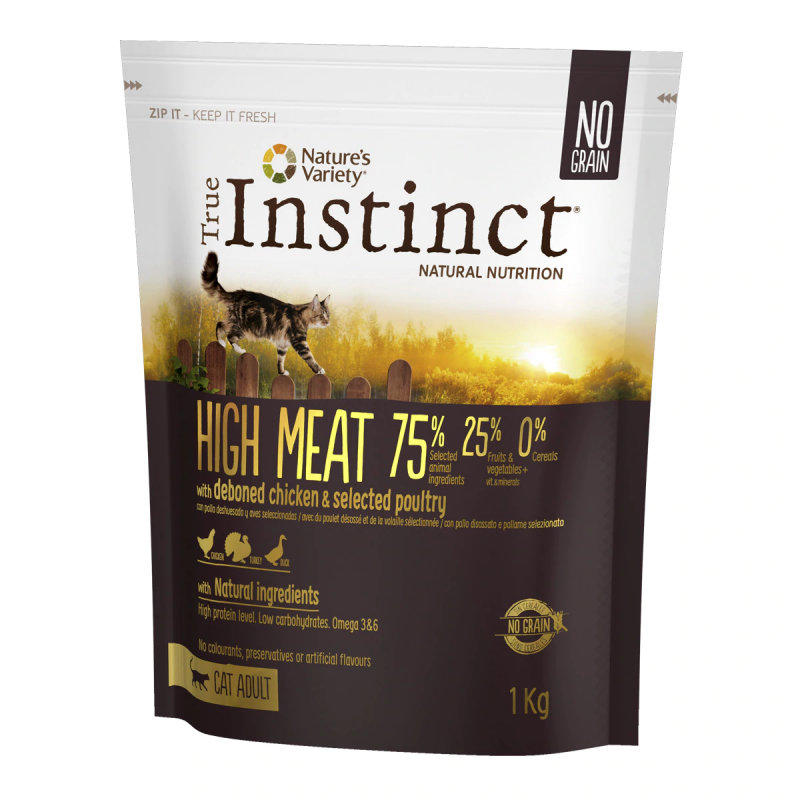 ZIP IT - KEEP IT FRESH
NO
GRAIN
Nature's
Variety®
True
Instinct®
NATURAL NUTRITION
HIGH MEAT 75% 25% 0%
Selected
animal
ingredients
Fruits &
vegetables +
vit. & minerals
Cereals
with deboned chicken & selected poultry
con pollo deshuesado y aves seleccionadas / avec du poulet désossé et de la volaille sélectionnée / con pollo disossato e pollame selezionato
CHICKEN TURKEY DUCK
with Natural ingredients
High protein level. Low carbohydrates. Omega 3&6
No colourants, preservatives or artificial flavours
NO GRAIN
CAT ADULT
1 Kg